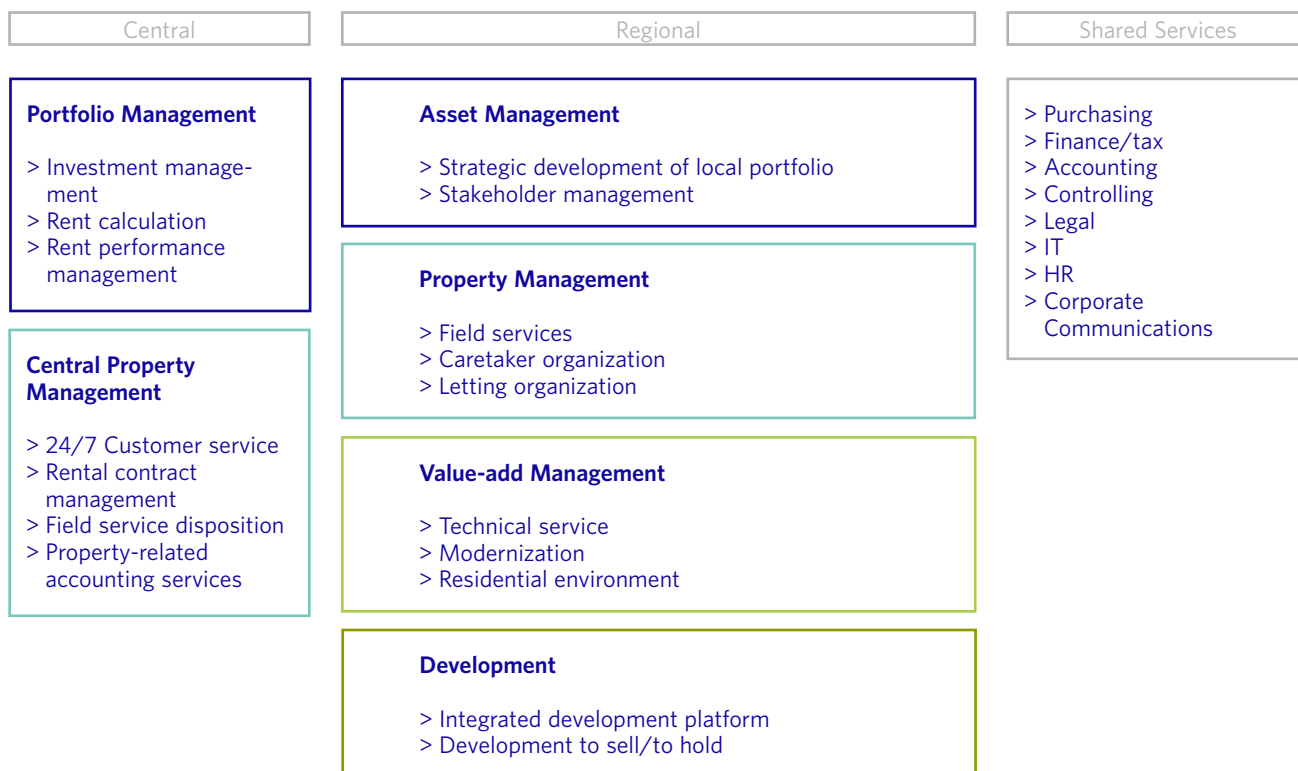 Central
Regional
Shared Services
Portfolio Management
> Investment manage-
ment
> Rent calculation
> Rent performance
management
Central Property
Management
> 24/7 Customer service
> Rental contract
management
> Field service disposition
> Property-related
accounting services
Asset Management
> Strategic development of local portfolio
> Stakeholder management
Property Management
> Field services
> Caretaker organization
> Letting organization
Value-add Management
> Technical service
> Modernization
> Residential environment
Development
> Integrated development platform
> Development to sell/to hold
> Purchasing
> Finance/tax
> Accounting
> Controlling
> Legal
> IT
> HR
> Corporate
Communications